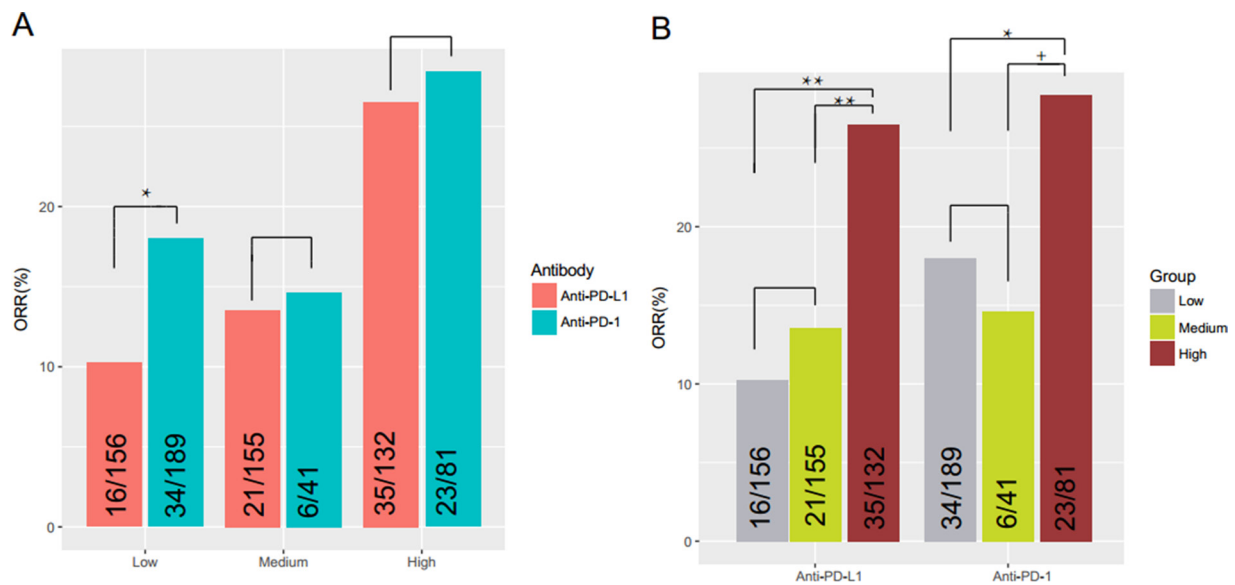 A
*
20
10
0
ORR(%)
16/156
34/189
21/155
6/41
35/132
23/81
Low
Medium
High
Antibody
Anti-PD-L1
Anti-PD-1
B
**
**
*
+
20
10
0
ORR(%)
16/156
21/155
35/132
34/189
6/41
23/81
Anti-PD-L1
Anti-PD-1
Group
Low
Medium
High